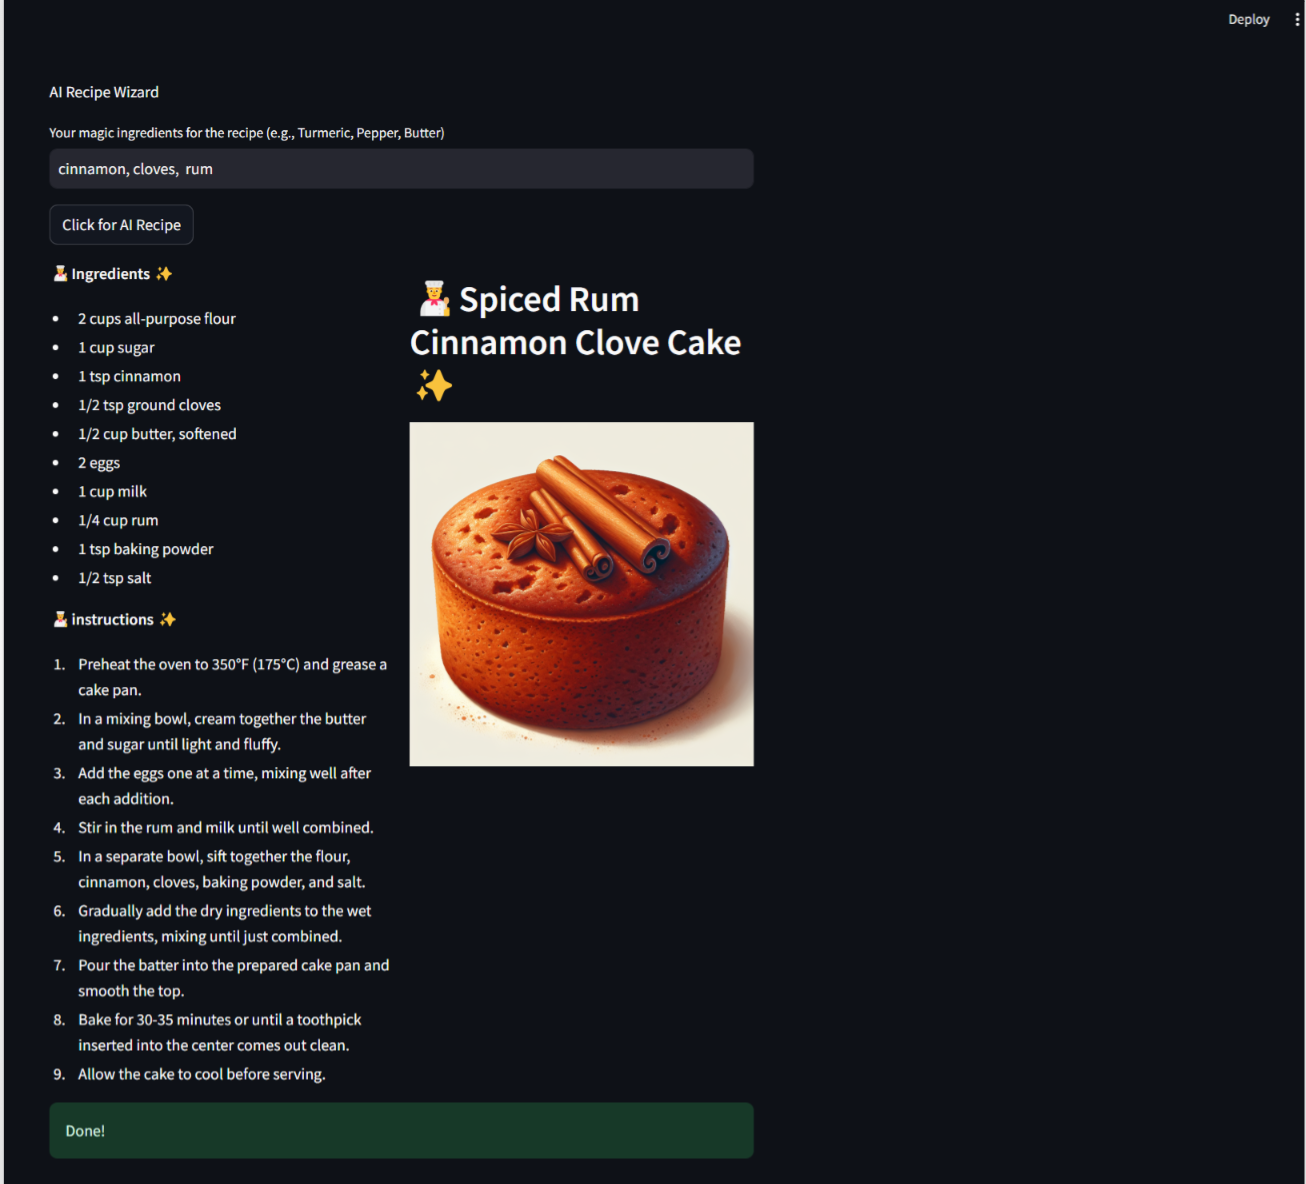 Deploy
AI Recipe Wizard
Your magic ingredients for the recipe (e.g., Turmeric, Pepper, Butter)
cinnamon, cloves,  rum
Click for AI Recipe
🧑‍🍳 Ingredients ✨
• 2 cups all-purpose flour
• 1 cup sugar
• 1 tsp cinnamon
• 1/2 tsp ground cloves
• 1/2 cup butter, softened
• 2 eggs
• 1 cup milk
• 1/4 cup rum
• 1 tsp baking powder
• 1/2 tsp salt
🧑‍🍳 instructions ✨
1. Preheat the oven to 350°F (175°C) and grease a
cake pan.
2. In a mixing bowl, cream together the butter
and sugar until light and fluffy.
3. Add the eggs one at a time, mixing well after
each addition.
4. Stir in the rum and milk until well combined.
5. In a separate bowl, sift together the flour,
cinnamon, cloves, baking powder, and salt.
6. Gradually add the dry ingredients to the wet
ingredients, mixing until just combined.
7. Pour the batter into the prepared cake pan and
smooth the top.
8. Bake for 30-35 minutes or until a toothpick
inserted into the center comes out clean.
9. Allow the cake to cool before serving.
🧑‍🍳 Spiced Rum
Cinnamon Clove Cake
✨
Done!